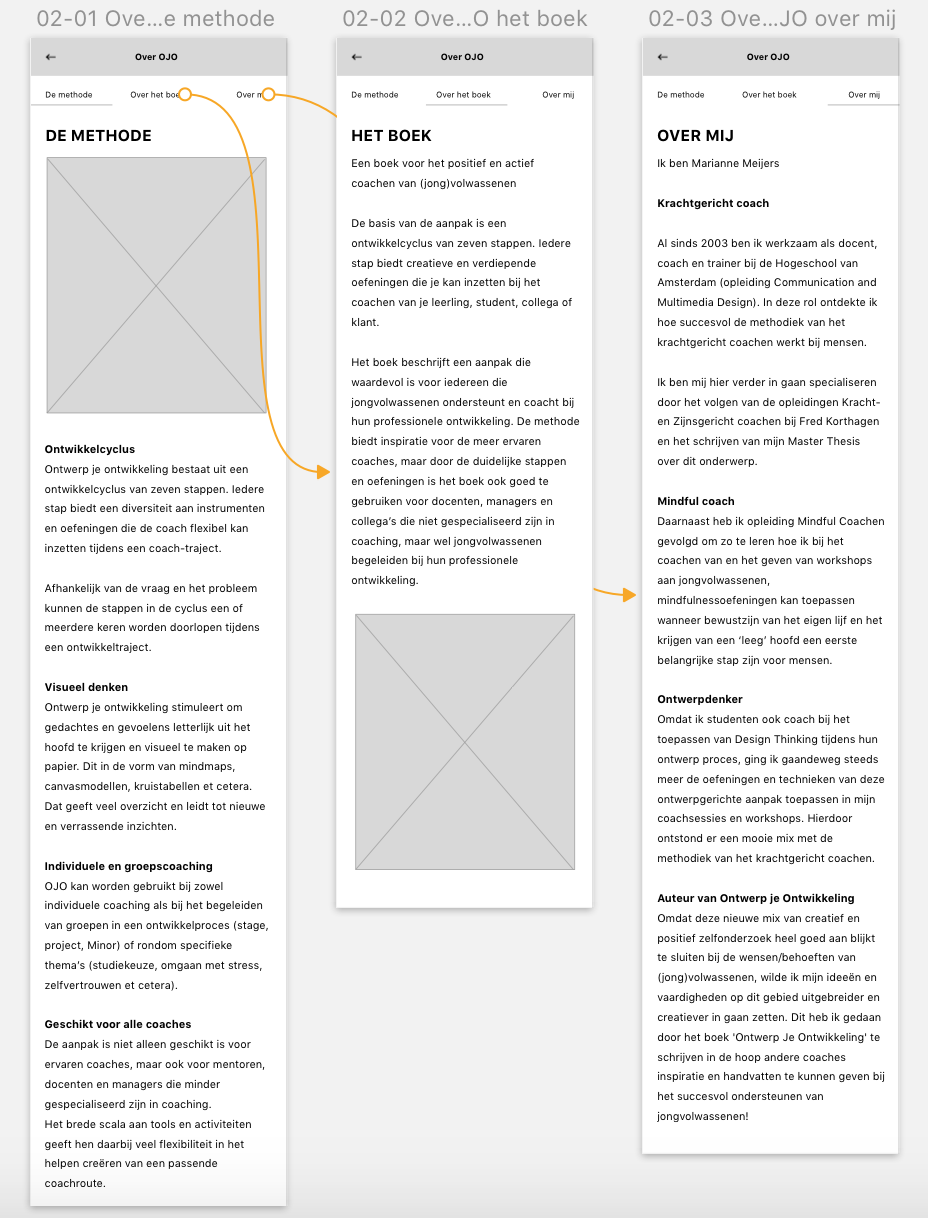 02-01 Ove...e methode
Over OJO
De methode
Over het boe
Over m
DE METHODE
Ontwikkelcyclus
Ontwerp je ontwikkeling bestaat uit een
ontwikkelcyclus van zeven stappen. Iedere
stap biedt een diversiteit aan instrumenten
en oefeningen die de coach flexibel kan
inzetten tijdens een coach-traject.
Afhankelijk van de vraag en het probleem
kunnen de stappen in de cyclus een of
meerdere keren worden doorlopen tijdens
een ontwikkeltraject.
Visueel denken
Ontwerp je ontwikkeling stimuleert om
gedachtes en gevoelens letterlijk uit het
hoofd te krijgen en visueel te maken op
papier. Dit in de vorm van mindmaps,
canvasmodellen, kruistabellen et cetera.
Dat geeft veel overzicht en leidt tot nieuwe
en verrassende inzichten.
Individuele en groepscoaching
OJO kan worden gebruikt bij zowel
individuele coaching als bij het begeleiden
van groepen in een ontwikkelproces (stage,
project, Minor) of rondom specifieke
thema's (studiekeuze, omgaan met stress,
zelfvertrouwen et cetera).
Geschikt voor alle coaches
De aanpak is niet alleen geschikt is voor
ervaren coaches, maar ook voor mentoren,
docenten en managers die minder
gespecialiseerd zijn in coaching.
Het brede scala aan tools en activiteiten
geeft hen daarbij veel flexibiliteit in het
helpen creëren van een passende
coachroute.
02-02 Ove...O het boek
Over OJO
De methode
Over het boek
Over mij
HET BOEK
Een boek voor het positief en actief
coachen van (jong)volwassenen
De basis van de aanpak is een
ontwikkelcyclus van zeven stappen. Iedere
stap biedt creatieve en verdiepende
oefeningen die je kan inzetten bij het
coachen van je leerling, student, collega of
klant.
Het boek beschrijft een aanpak die
waardevol is voor iedereen die
jongvolwassenen ondersteunt en coacht bij
hun professionele ontwikkeling. De methode
biedt inspiratie voor de meer ervaren
coaches, maar door de duidelijke stappen
en oefeningen is het boek ook goed te
gebruiken voor docenten, managers en
collega's die niet gespecialiseerd zijn in
coaching, maar wel jongvolwassenen
begeleiden bij hun professionele
ontwikkeling.
02-03 Ove...JO over mij
Over OJO
De methode
Over het boek
Over mij
OVER MIJ
Ik ben Marianne Meijers
Krachtgericht coach
Al sinds 2003 ben ik werkzaam als docent,
coach en trainer bij de Hogeschool van
Amsterdam (opleiding Communication and
Multimedia Design). In deze rol ontdekte ik
hoe succesvol de methodiek van het
krachtgericht coachen werkt bij mensen.
Ik ben mij hier verder in gaan specialiseren
door het volgen van de opleidingen Kracht-
en Zijnsgericht coachen bij Fred Korthagen
en het schrijven van mijn Master Thesis
over dit onderwerp.
Mindful coach
Daarnaast heb ik opleiding Mindful Coachen
gevolgd om zo te leren hoe ik bij het
coachen van en het geven van workshops
aan jongvolwassenen,
mindfulnessoefeningen kan toepassen
wanneer bewustzijn van het eigen lijf en het
krijgen van een ‘leeg’ hoofd een eerste
belangrijke stap zijn voor mensen.
Ontwerpdenker
Omdat ik studenten ook coach bij het
toepassen van Design Thinking tijdens hun
ontwerp proces, ging ik gaandeweg steeds
meer de oefeningen en technieken van deze
ontwerpgerichte aanpak toepassen in mijn
coachsessies en workshops. Hierdoor
ontstond er een mooie mix met de
methodiek van het krachtgericht coachen.
Auteur van Ontwerp je Ontwikkeling
Omdat deze nieuwe mix van creatief en
positief zelfonderzoek heel goed aan blijkt
te sluiten bij de wensen/behoeften van
(jong)volwassenen, wilde ik mijn ideeën en
vaardigheden op dit gebied uitgebreider en
creatiever in gaan zetten. Dit heb ik gedaan
door het boek 'Ontwerp Je Ontwikkeling' te
schrijven in de hoop andere coaches
inspiratie en handvatten te kunnen geven bij
het succesvol ondersteunen van
jongvolwassenen!